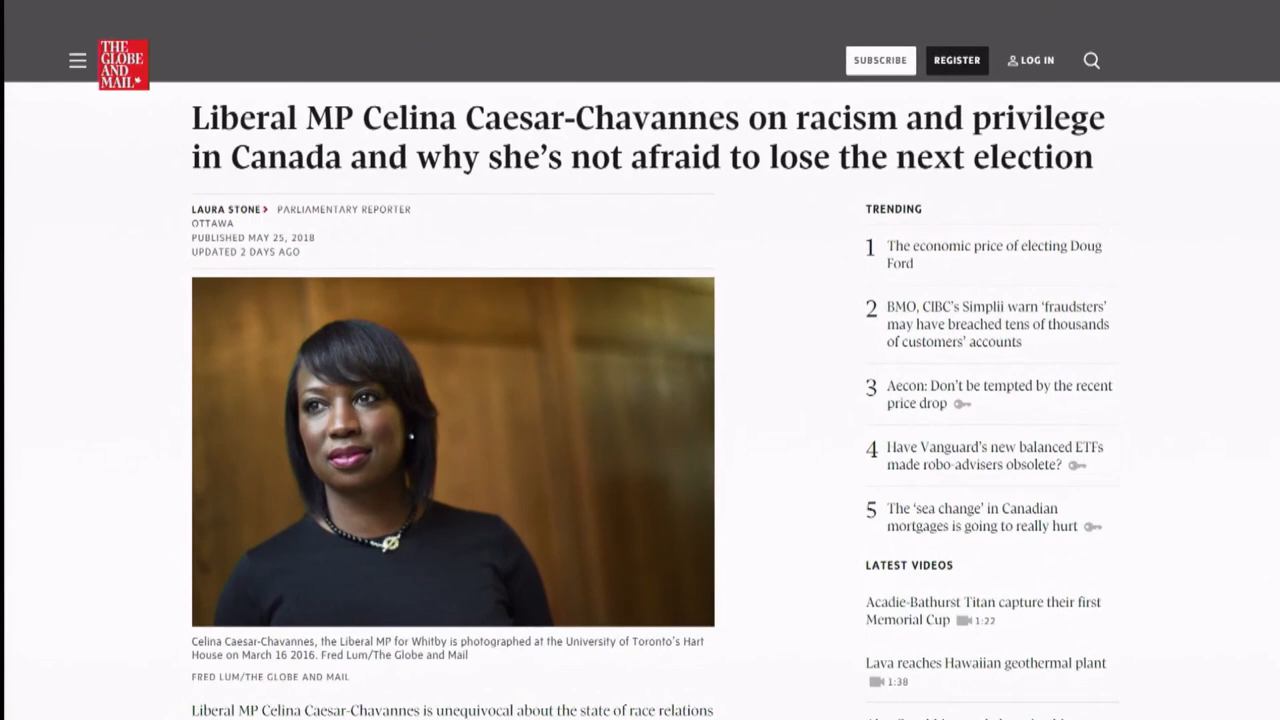 THE
GLOBE
AND
MAIL
SUBSCRIBE
REGISTER
LOG IN
Liberal MP Celina Caesar-Chavannes on racism and privilege
in Canada and why she's not afraid to lose the next election
LAURA STONE > PARLIAMENTARY REPORTER
OTTAWA
PUBLISHED MAY 25, 2018
UPDATED 2 DAYS AGO
Celina Caesar-Chavannes, the Liberal MP for Whitby is photographed at the University of Toronto's Hart
House on March 16 2016. Fred Lum/The Globe and Mail
FRED LUM/THE GLOBE AND MAIL
Liberal MP Celina Caesar-Chavannes is unequivocal about the state of race relations
TRENDING
1 The economic price of electing Doug
Ford
2 BMO, CIBC's Simplii warn 'fraudsters'
may have breached tens of thousands
of customers' accounts
3 Aecon: Don't be tempted by the recent
price drop
4 Have Vanguard's new balanced ETFs
made robo-advisers obsolete?
5 The 'sea change' in Canadian
mortgages is going to really hurt
LATEST VIDEOS
Acadie-Bathurst Titan capture their first
Memorial Cup 1:22
Lava reaches Hawaiian geothermal plant
1:38